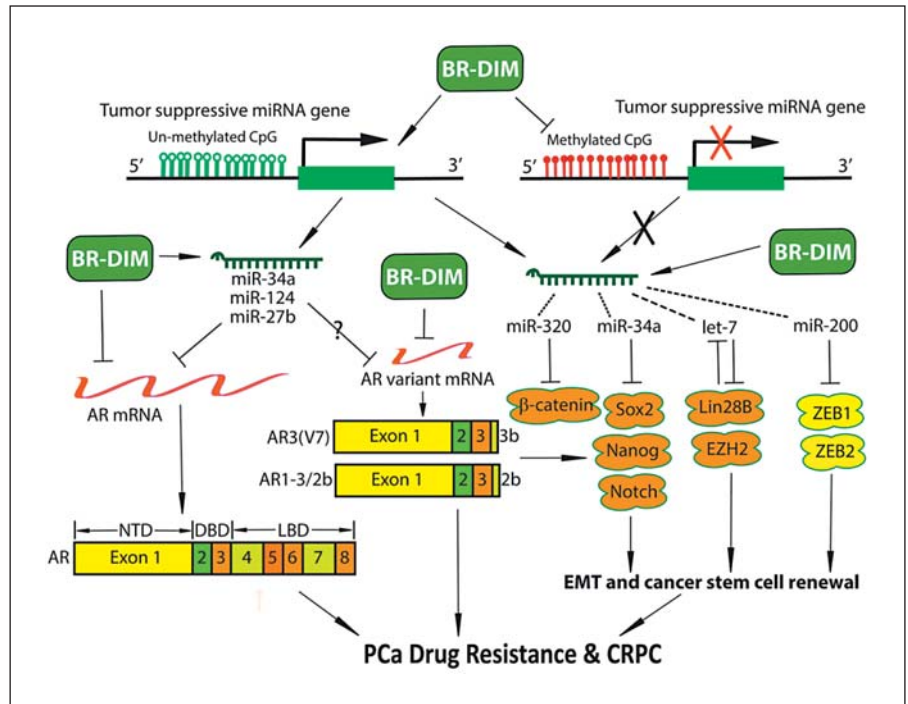 BR-DIM
Tumor suppressive miRNA gene
Un-methylated CpG
5′
3′
Tumor suppressive miRNA gene
Methylated CpG
5′
3′
BR-DIM
miR-34a
miR-124
miR-27b
BR-DIM
BR-DIM
?
miR-320
miR-34a
let-7
miR-200
AR mRNA
AR variant mRNA
β-catenin
Sox2
Lin28B
ZEB1
Nanog
EZH2
ZEB2
Notch
AR3(V7)
Exon 1
2
3
3b
AR1-3/2b
Exon 1
2
3
2b
NTD
DBD
LBD
AR
Exon 1
2
3
4
5
6
7
8
EMT and cancer stem cell renewal
PCa Drug Resistance & CRPC